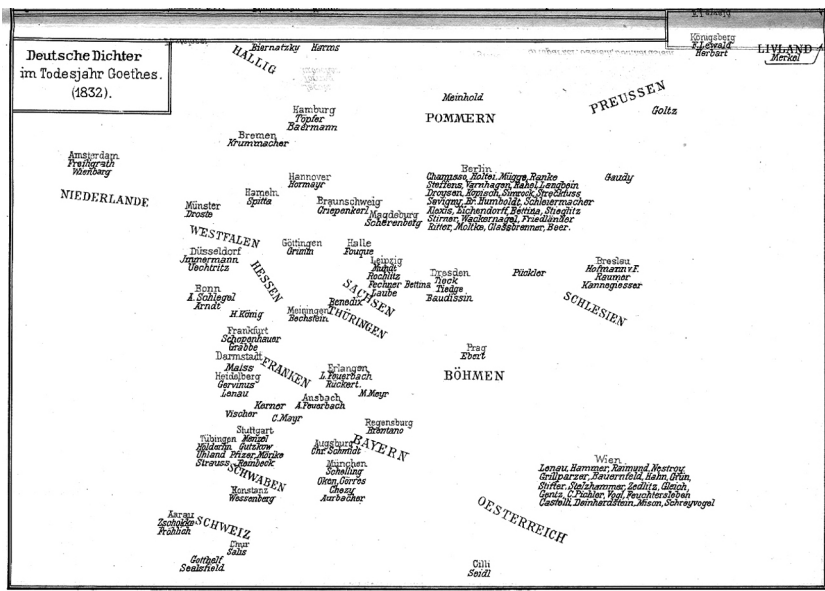 Deutsche Dichter
im Todesjahr Goethes.
(1832).
Biernatzky Harms
HALLIG
Königsberg
F. Lewald
Herbart
LIVLAND
Merkel
Hamburg
Töpfer
Baermann
Meinhold
POMMERN
PREUSSEN
Goltz
Bremen
Krummacher
Amsterdam
Freiligrath
Wienbarg
NIEDERLANDE
Hannover
Hormayr
Hameln
Spitta
Braunschweig
Griepenkerl
Magdeburg
Scherenberg
Berlin
Chamisso, Holtei, Mügge, Ranke
Steffens, Varnhagen, Rahel, Langbein
Droysen, Kopisch, Simrock, Streckfuss
Savigny, Br. Humboldt, Schleiermacher
Alexis, Eichendorff, Bettina, Stieglitz
Stirner, Wackernagel, Friedländer
Ritter, Moltke, Glassbrenner, Beer.
Gaudy
Münster
Droste
WESTFALEN
Düsseldorf
Immermann
Uechtritz
Göttingen
Grimm
Halle
Fouque
Leipzig
Mundt
Rochlitz
Fechner Bettina
Laube
Dresden
Tieck
Tiedge
Baudissin
Pückler
Breslau
Hofmann v F.
Raumer
Kannegiesser
SCHLESIEN
HESSEN
SACHSEN
Bonn
A. Schlegel
Arndt
H. König
Meiningen
Bechstein
Benedix
THÜRINGEN
Frankfurt
Schopenhauer
Grabbe
Darmstadt
Maiss
FRANKEN
Heidelberg
Gervinus
Lenau
Erlangen
L. Feuerbach
Rückert.
Prag
Ebert
BÖHMEN
Ansbach
A. Feuerbach
M. Meyr
Kerner
Vischer
C. Mayr
Regensburg
Brentano
Stuttgart
Tübingen Menzel
Hölderlin Gutzkow
Uhland Pfizer, Mörike
Strauss Reinbeck
SCHWABEN
Augsburg
Chr. Schmidt
BAYERN
München
Schelling
Oken, Görres
Chezy
Aurbacher
Konstanz
Wessenberg
Wien
Lenau, Hammer, Raimund, Nestroy,
Grillparzer, Bauernfeld, Hahn, Grün,
Stifter, Stelzhammer, Zedlitz, Gleich,
Gentz, C. Pichler, Vogl, Feuchtersleben
Castelli, Deinhardstein, Mison, Schreyvogel
OESTERREICH
Aarau
Zschokke
Fröhlich
SCHWEIZ
Chur
Salis
Gotthelf
Sealsfield
Cilli
Seidl